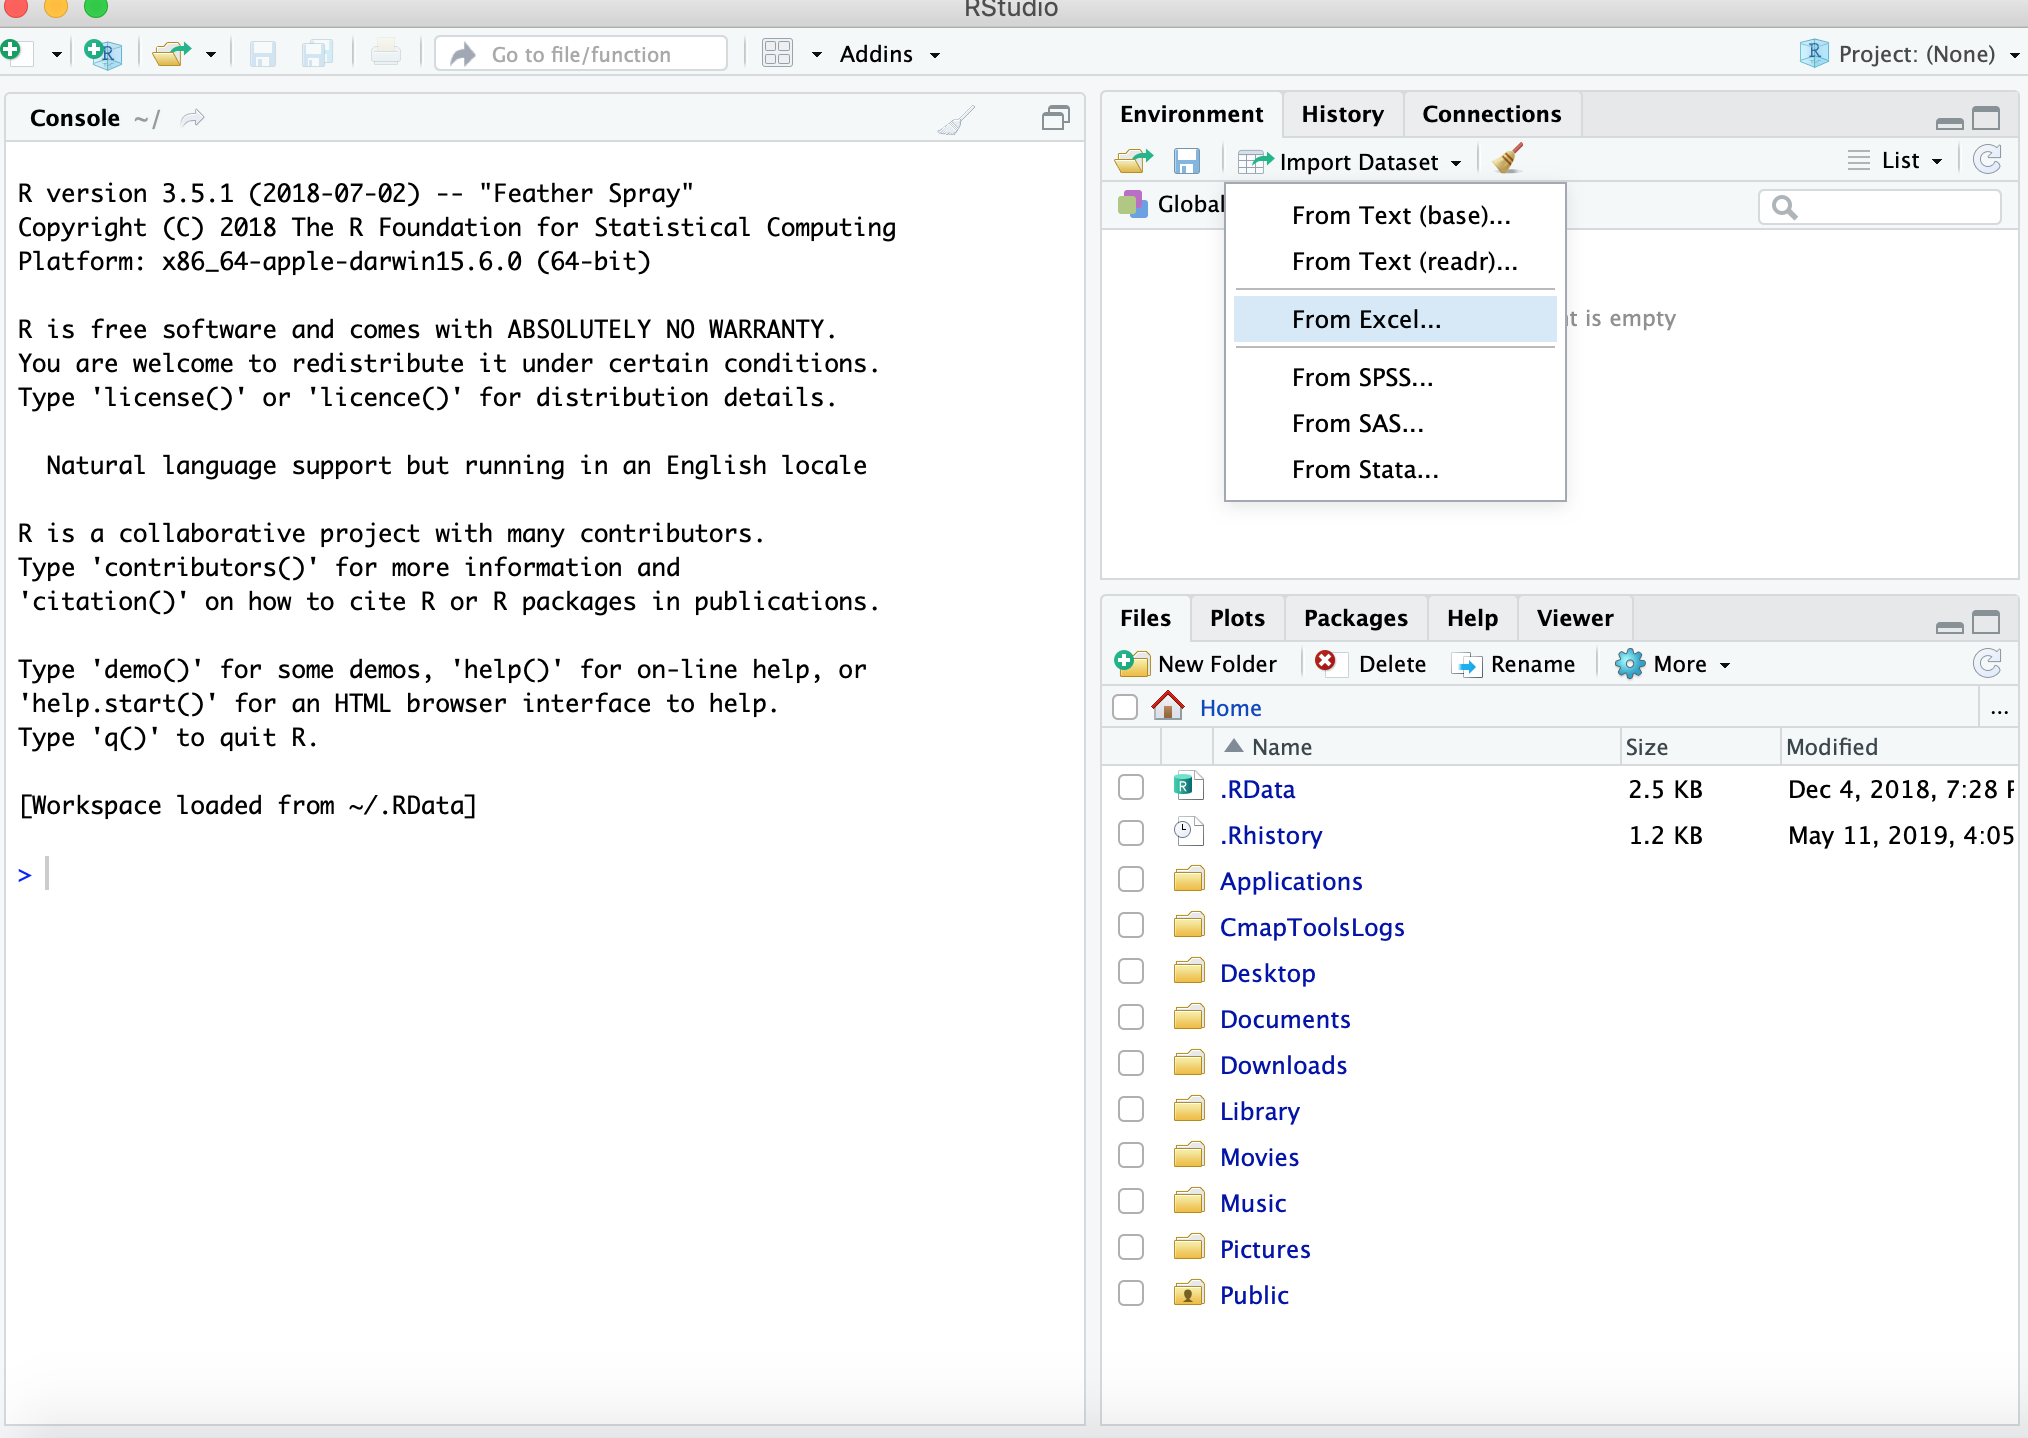 RStudio
Go to file/function
Addins
Project: (None)
Console ~/
R version 3.5.1 (2018-07-02) -- "Feather Spray"
Copyright (C) 2018 The R Foundation for Statistical Computing
Platform: x86_64-apple-darwin15.6.0 (64-bit)
R is free software and comes with ABSOLUTELY NO WARRANTY.
You are welcome to redistribute it under certain conditions.
Type 'license()' or 'licence()' for distribution details.
Natural language support but running in an English locale
R is a collaborative project with many contributors.
Type 'contributors()' for more information and
'citation()' on how to cite R or R packages in publications.
Type 'demo()' for some demos, 'help()' for on-line help, or
'help.start()' for an HTML browser interface to help.
Type 'q()' to quit R.
[Workspace loaded from ~/.RData]
>
Environment History Connections
Import Dataset List
Global
From Text (base)...
From Text (readr)...
From Excel...
t is empty
From SPSS...
From SAS...
From Stata...
Files Plots Packages Help Viewer
New Folder Delete Rename More
Home ...
Name Size Modified
.RData 2.5 KB Dec 4, 2018, 7:28
.Rhistory 1.2 KB May 11, 2019, 4:05
Applications
CmapToolsLogs
Desktop
Documents
Downloads
Library
Movies
Music
Pictures
Public